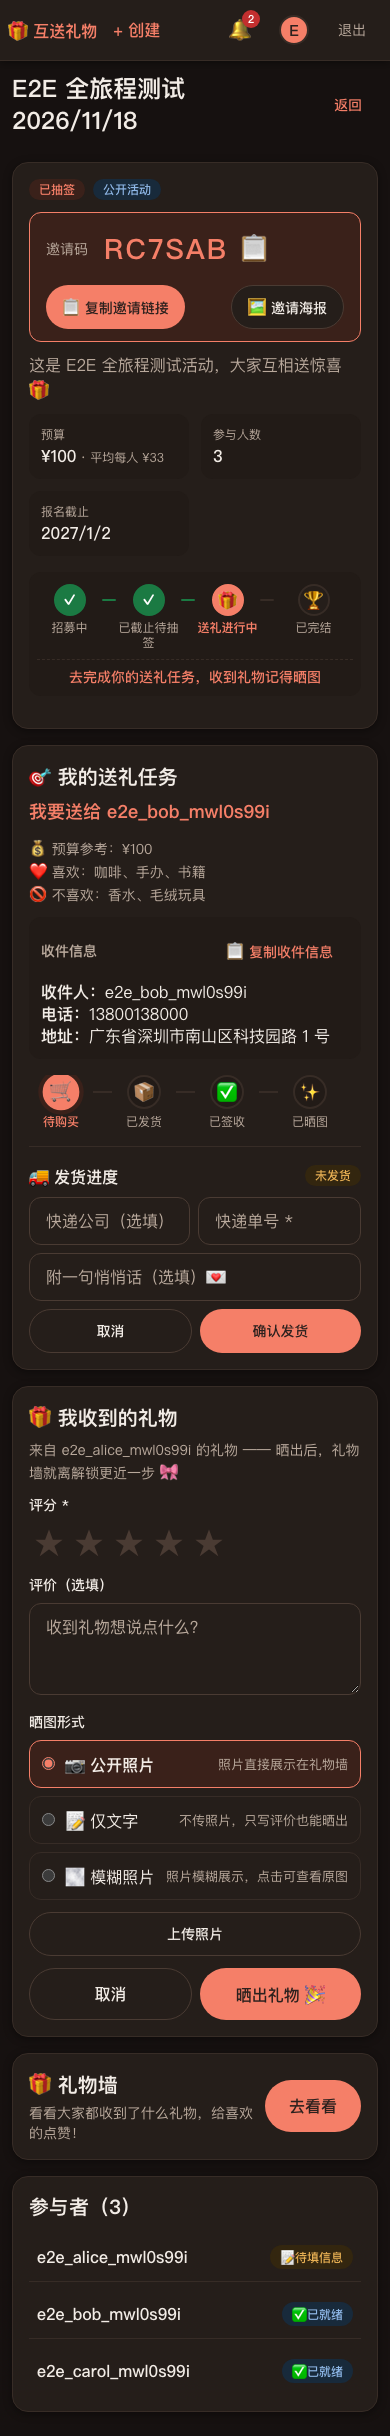 🎁 互送礼物 + 创建 🔔 2 E 退出
E2E 全旅程测试
2026/11/18
返回
已抽签 公开活动
邀请码 RC7SAB 📋
📋 复制邀请链接 🖼️ 邀请海报
这是 E2E 全旅程测试活动，大家互相送惊喜
🎁
预算
¥100 · 平均每人 ¥33
参与人数
3
报名截止
2027/1/2
✓ ✓ 🎁 🏆
招募中 已截止待抽 送礼进行中 已完结
签
去完成你的送礼任务，收到礼物记得晒图
🎯 我的送礼任务
我要送给 e2e_bob_mwl0s99i
💰 预算参考：¥100
❤️ 喜欢：咖啡、手办、书籍
🚫 不喜欢：香水、毛绒玩具
收件信息 📋 复制收件信息
收件人：e2e_bob_mwl0s99i
电话：13800138000
地址：广东省深圳市南山区科技园路 1 号
🛒 📦 ✅ ✨
待购买 已发货 已签收 已晒图
🚚 发货进度 未发货
快递公司（选填） 快递单号 *
附一句悄悄话（选填）💌
取消 确认发货
🎁 我收到的礼物
来自 e2e_alice_mwl0s99i 的礼物 —— 晒出后，礼物
墙就离解锁更近一步 🎀
评分 *
★ ★ ★ ★ ★
评价（选填）
收到礼物想说点什么？
晒图形式
📷 公开照片 照片直接展示在礼物墙
📝 仅文字 不传照片，只写评价也能晒出
🌫️ 模糊照片 照片模糊展示，点击可查看原图
上传照片
取消 晒出礼物 🎉
🎁 礼物墙
看看大家都收到了什么礼物，给喜欢
的点赞！
去看看
参与者（3）
e2e_alice_mwl0s99i 📝待填信息
e2e_bob_mwl0s99i ✅已就绪
e2e_carol_mwl0s99i ✅已就绪